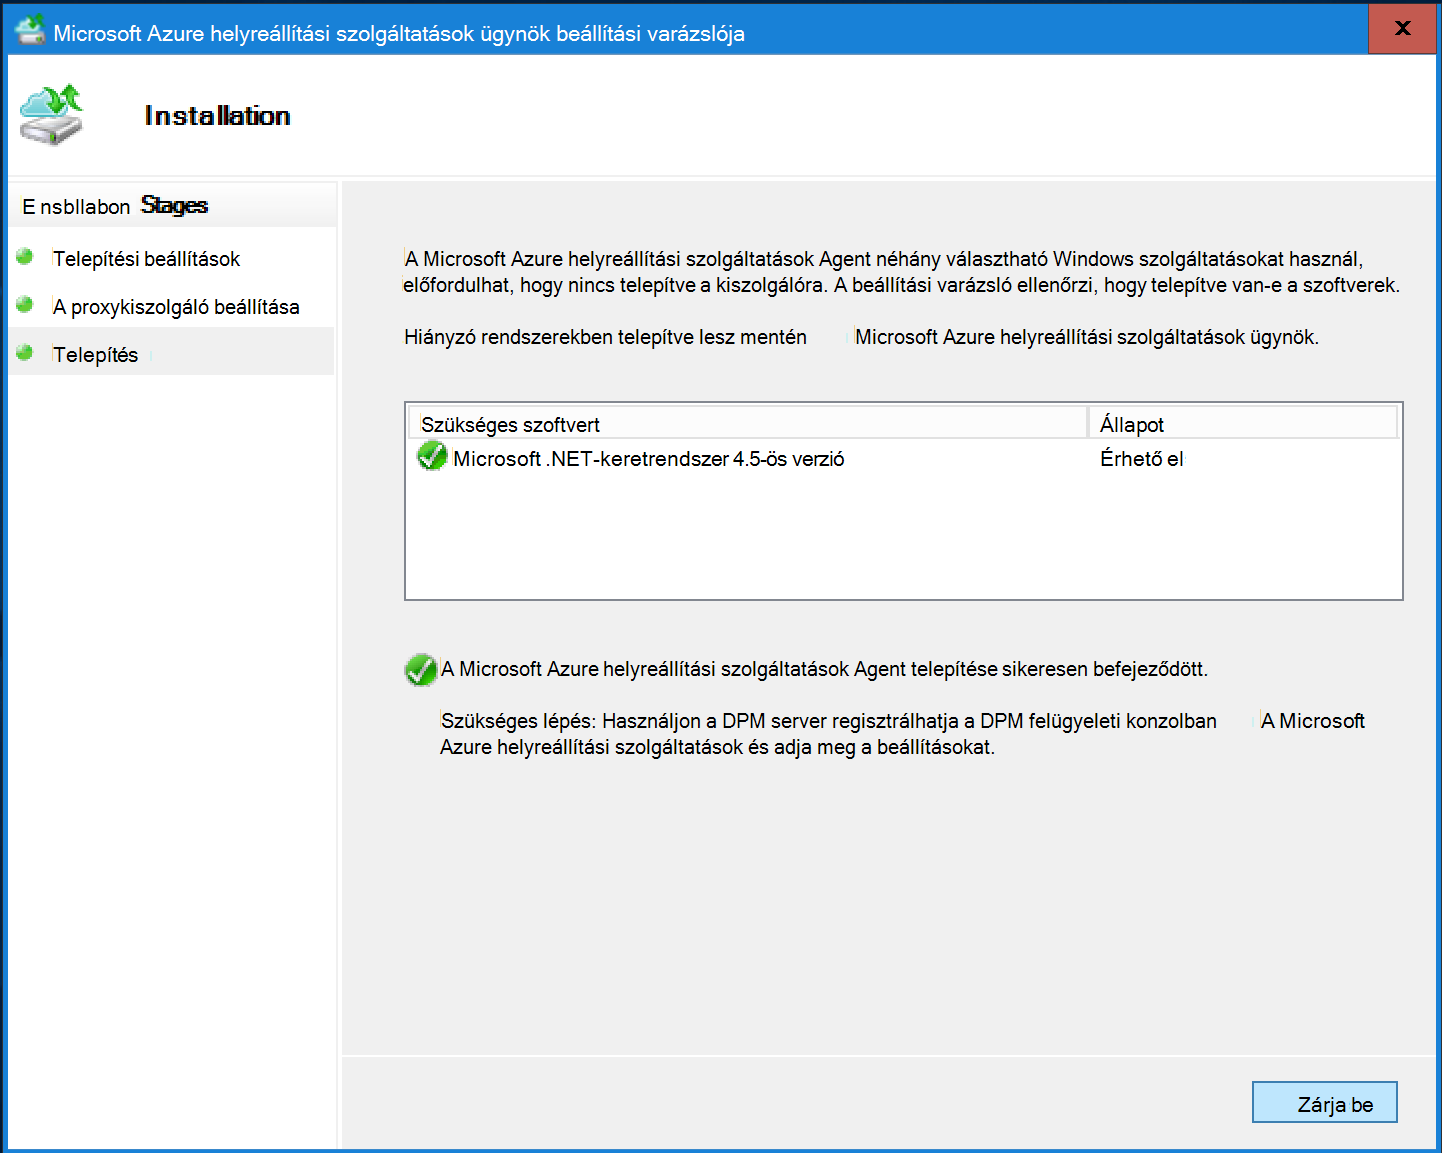 Microsoft Azure helyreállítási szolgáltatások ügynök beállítási varázslója
x
Installation
E nsbllabon Stages
Telepítési beállítások
A proxykiszolgáló beállítása
Telepítés
A Microsoft Azure helyreállítási szolgáltatások Agent néhány választható Windows szolgáltatásokat használ,
előfordulhat, hogy nincs telepítve a kiszolgálóra. A beállítási varázsló ellenőrzi, hogy telepítve van-e a szoftverek.
Hiányzó rendszerekben telepítve lesz mentén Microsoft Azure helyreállítási szolgáltatások ügynök.
Szükséges szoftvert Állapot
Microsoft .NET-keretrendszer 4.5-ös verzió Érhető el
A Microsoft Azure helyreállítási szolgáltatások Agent telepítése sikeresen befejeződött.
Szükséges lépés: Használjon a DPM server regisztrálhatja a DPM felügyeleti konzolban A Microsoft
Azure helyreállítási szolgáltatások és adja meg a beállításokat.
Zárja be